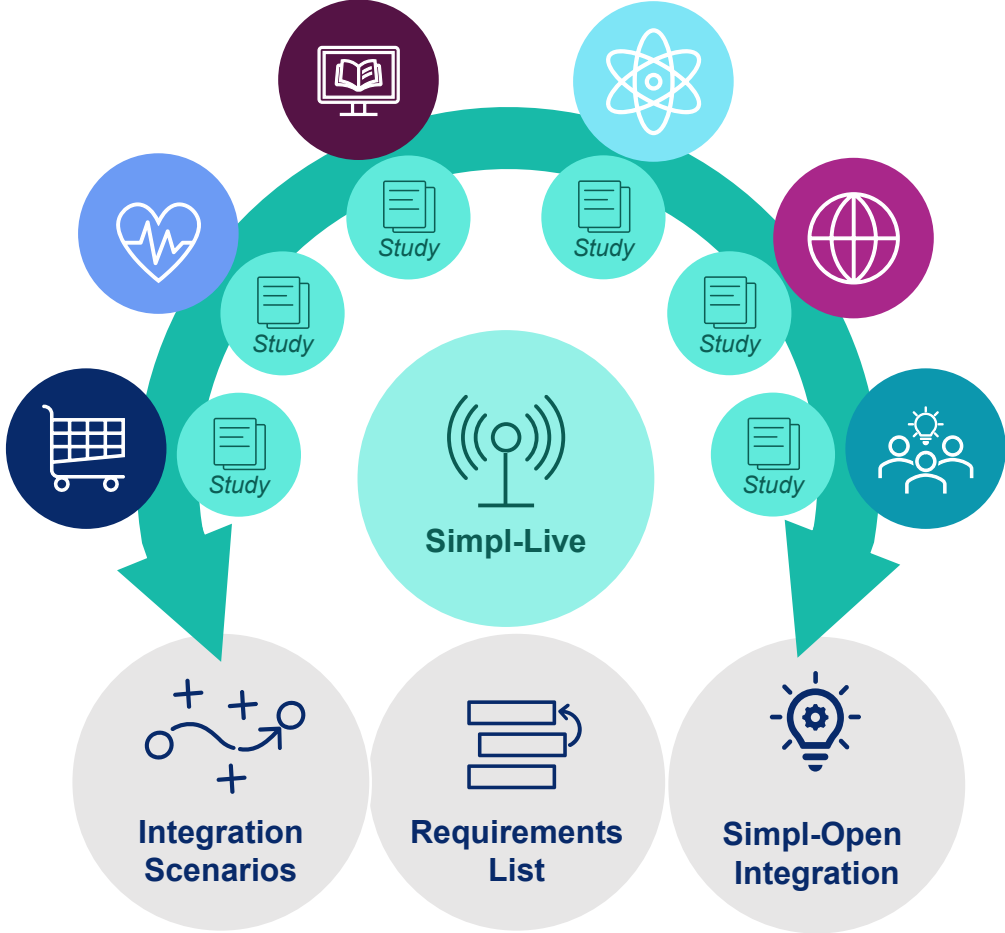 Study
Study
Study
Study
Study
Study
Simpl-Live
Integration
Scenarios
Requirements
List
Simpl-Open
Integration